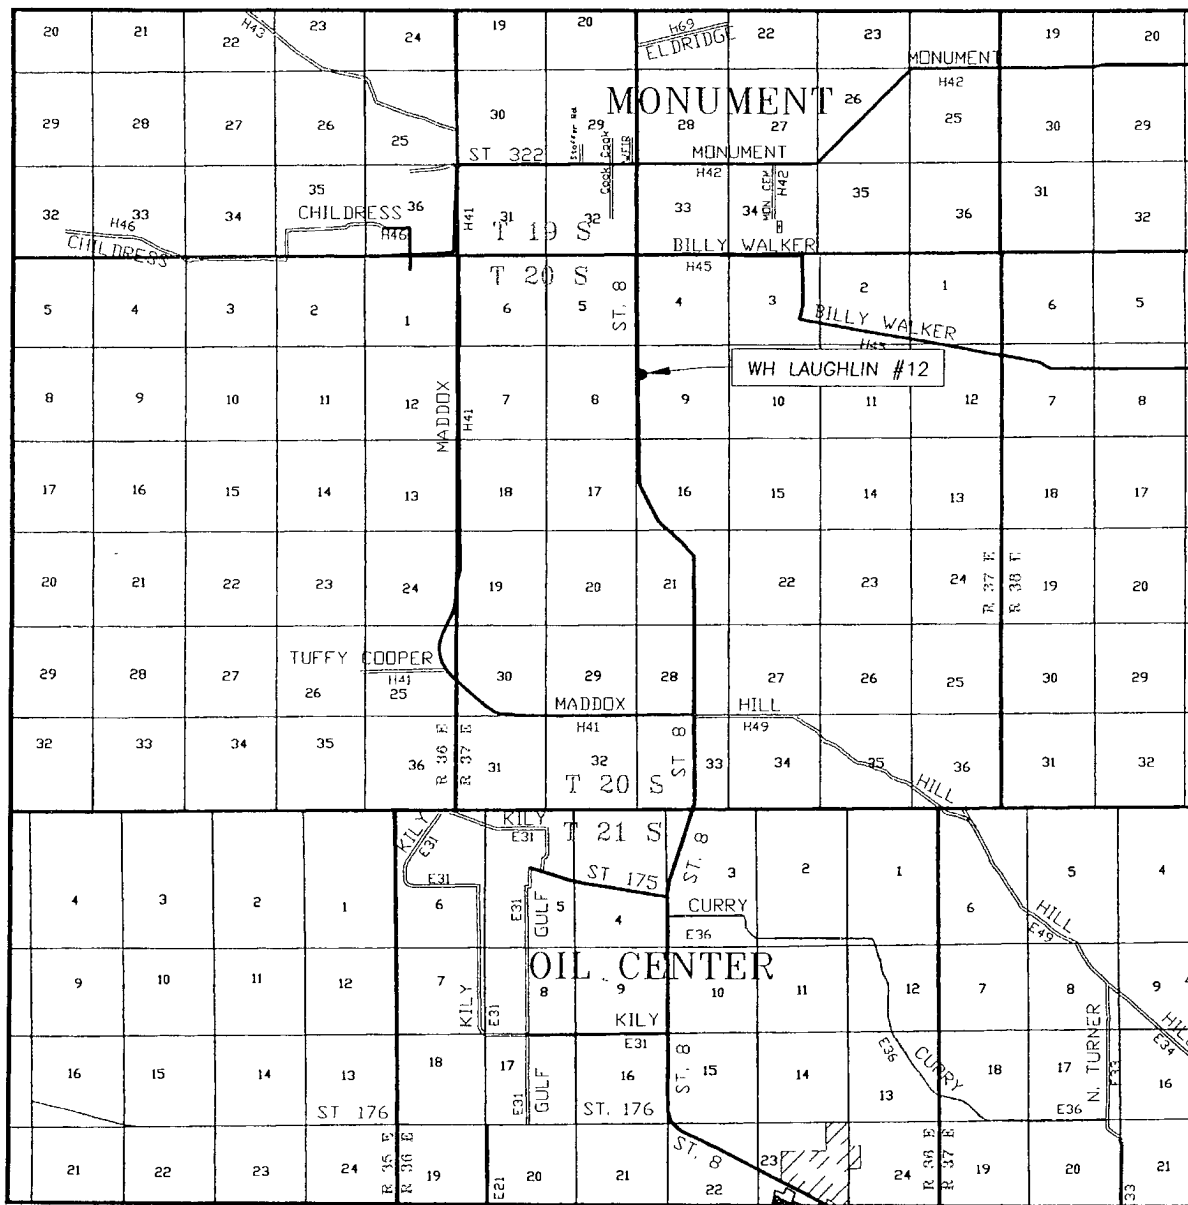 20 21 22 H43 23 24 19 20 H69 ELDRIDGE 22 23 19 20
MONUMENT
H42
MONUMENT
29 28 27 26 25 30 29 28 27 26 25 30 29
Cook Cook
ST 322
MONUMENT
H42
MON CEM
H42
32 33 34 35 36 31 32 33 34 35 36 31 32
H46
CHILDRESS
CHILDRESS
H46
H41
T 19 S
BILLY WALKER
H45
T 20 S
5 4 3 2 1 6 5 4 3 2 1 6 5
ST. 8
BILLY WALKER
H45
WH LAUGHLIN #12
8 9 10 11 12 7 8 9 10 11 12 7 8
MADDOX
H41
17 16 15 14 13 18 17 16 15 14 13 18 17
20 21 22 23 24 19 20 21 22 23 24 19 20
R 37 E
R 38 E
TUFFY COOPER
H41
29 28 27 26 25 30 29 28 27 26 25 30 29
MADDOX
H41
HILL
H49
32 33 34 35 36 31 32 33 34 35 36 31 32
R 36 E
R 37 E
ST 8
HILL
T 20 S
T 21 S
KILY
E31
KILY
E31
E31
ST 175
ST. 8
4 3 2 1 6 5 4 3 2 1 6 5 4
E31
GULF
CURRY
E36
HILL
E49
OIL CENTER
9 10 11 12 7 8 9 10 11 12 7 8 9
KILY
E31
KILY
E31
E36
CURRY
N. TURNER
E33
HILL
E34
16 15 14 13 18 17 16 15 14 13 18 17 16
ST 176
E31
GULF
ST. 176
ST. 8
E36
R 35 E
R 36 E
ST. 8
R 36 E
R 37 E
21 22 23 24 19 20 21 22 23 24 19 20 21
E21
E33